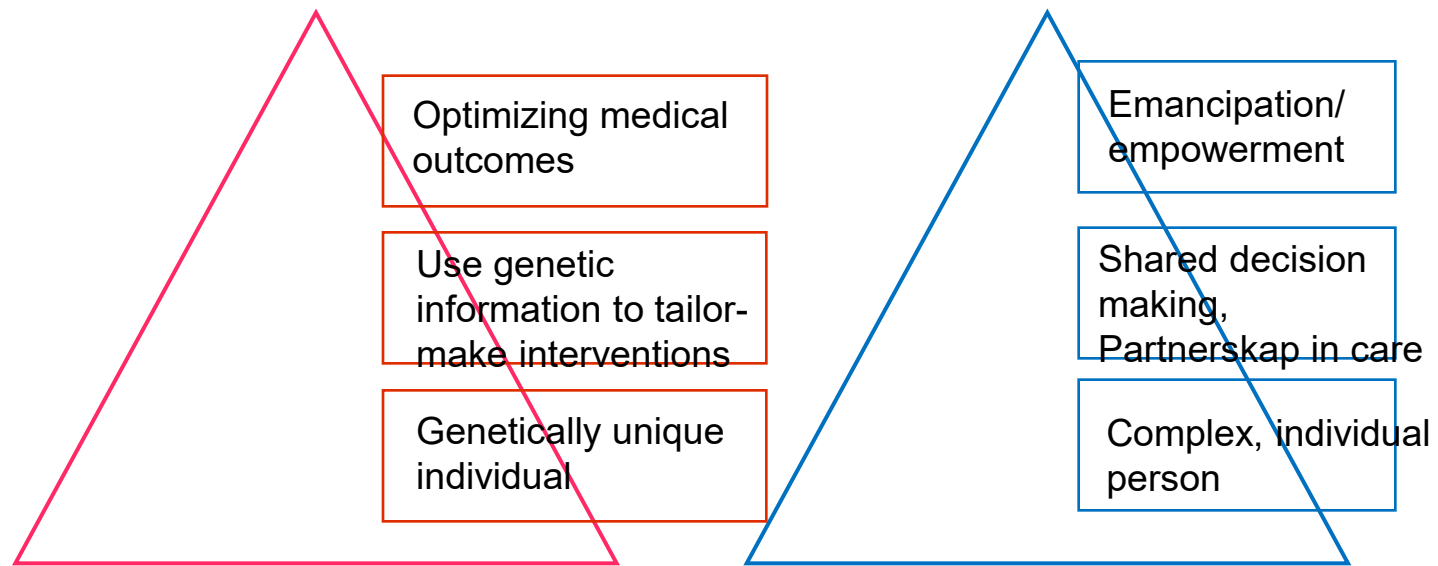 Optimizing medical
outcomes
Use genetic
information to tailor-
make interventions
Genetically unique
individual
Emancipation/
empowerment
Shared decision
making,
Partnerskap in care
Complex, individual
person